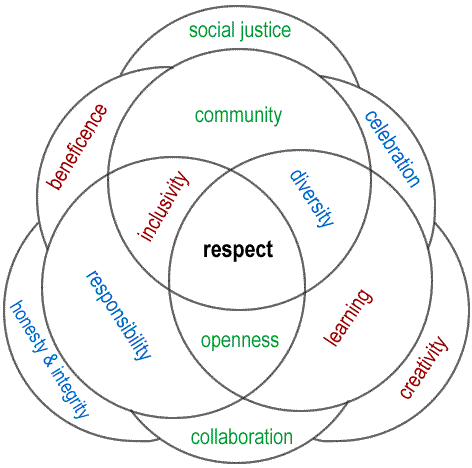 social justice
community
beneficence
celebration
inclusivity
diversity
respect
responsibility
openness
learning
honesty & integrity
creativity
collaboration